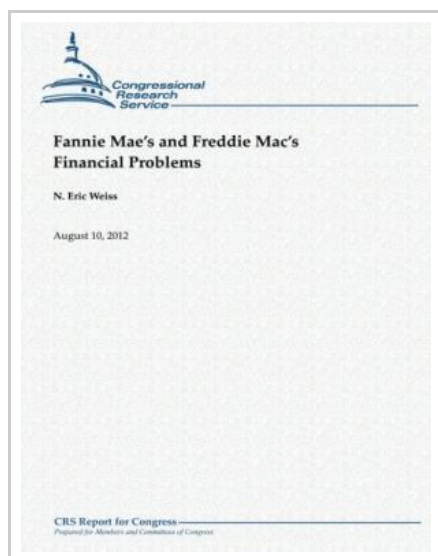 Congressional
Research
Service
Fannie Mae's and Freddie Mac's
Financial Problems
N. Eric Weiss
August 10, 2012
CRS Report for Congress
Prepared for Members and Committees of Congress